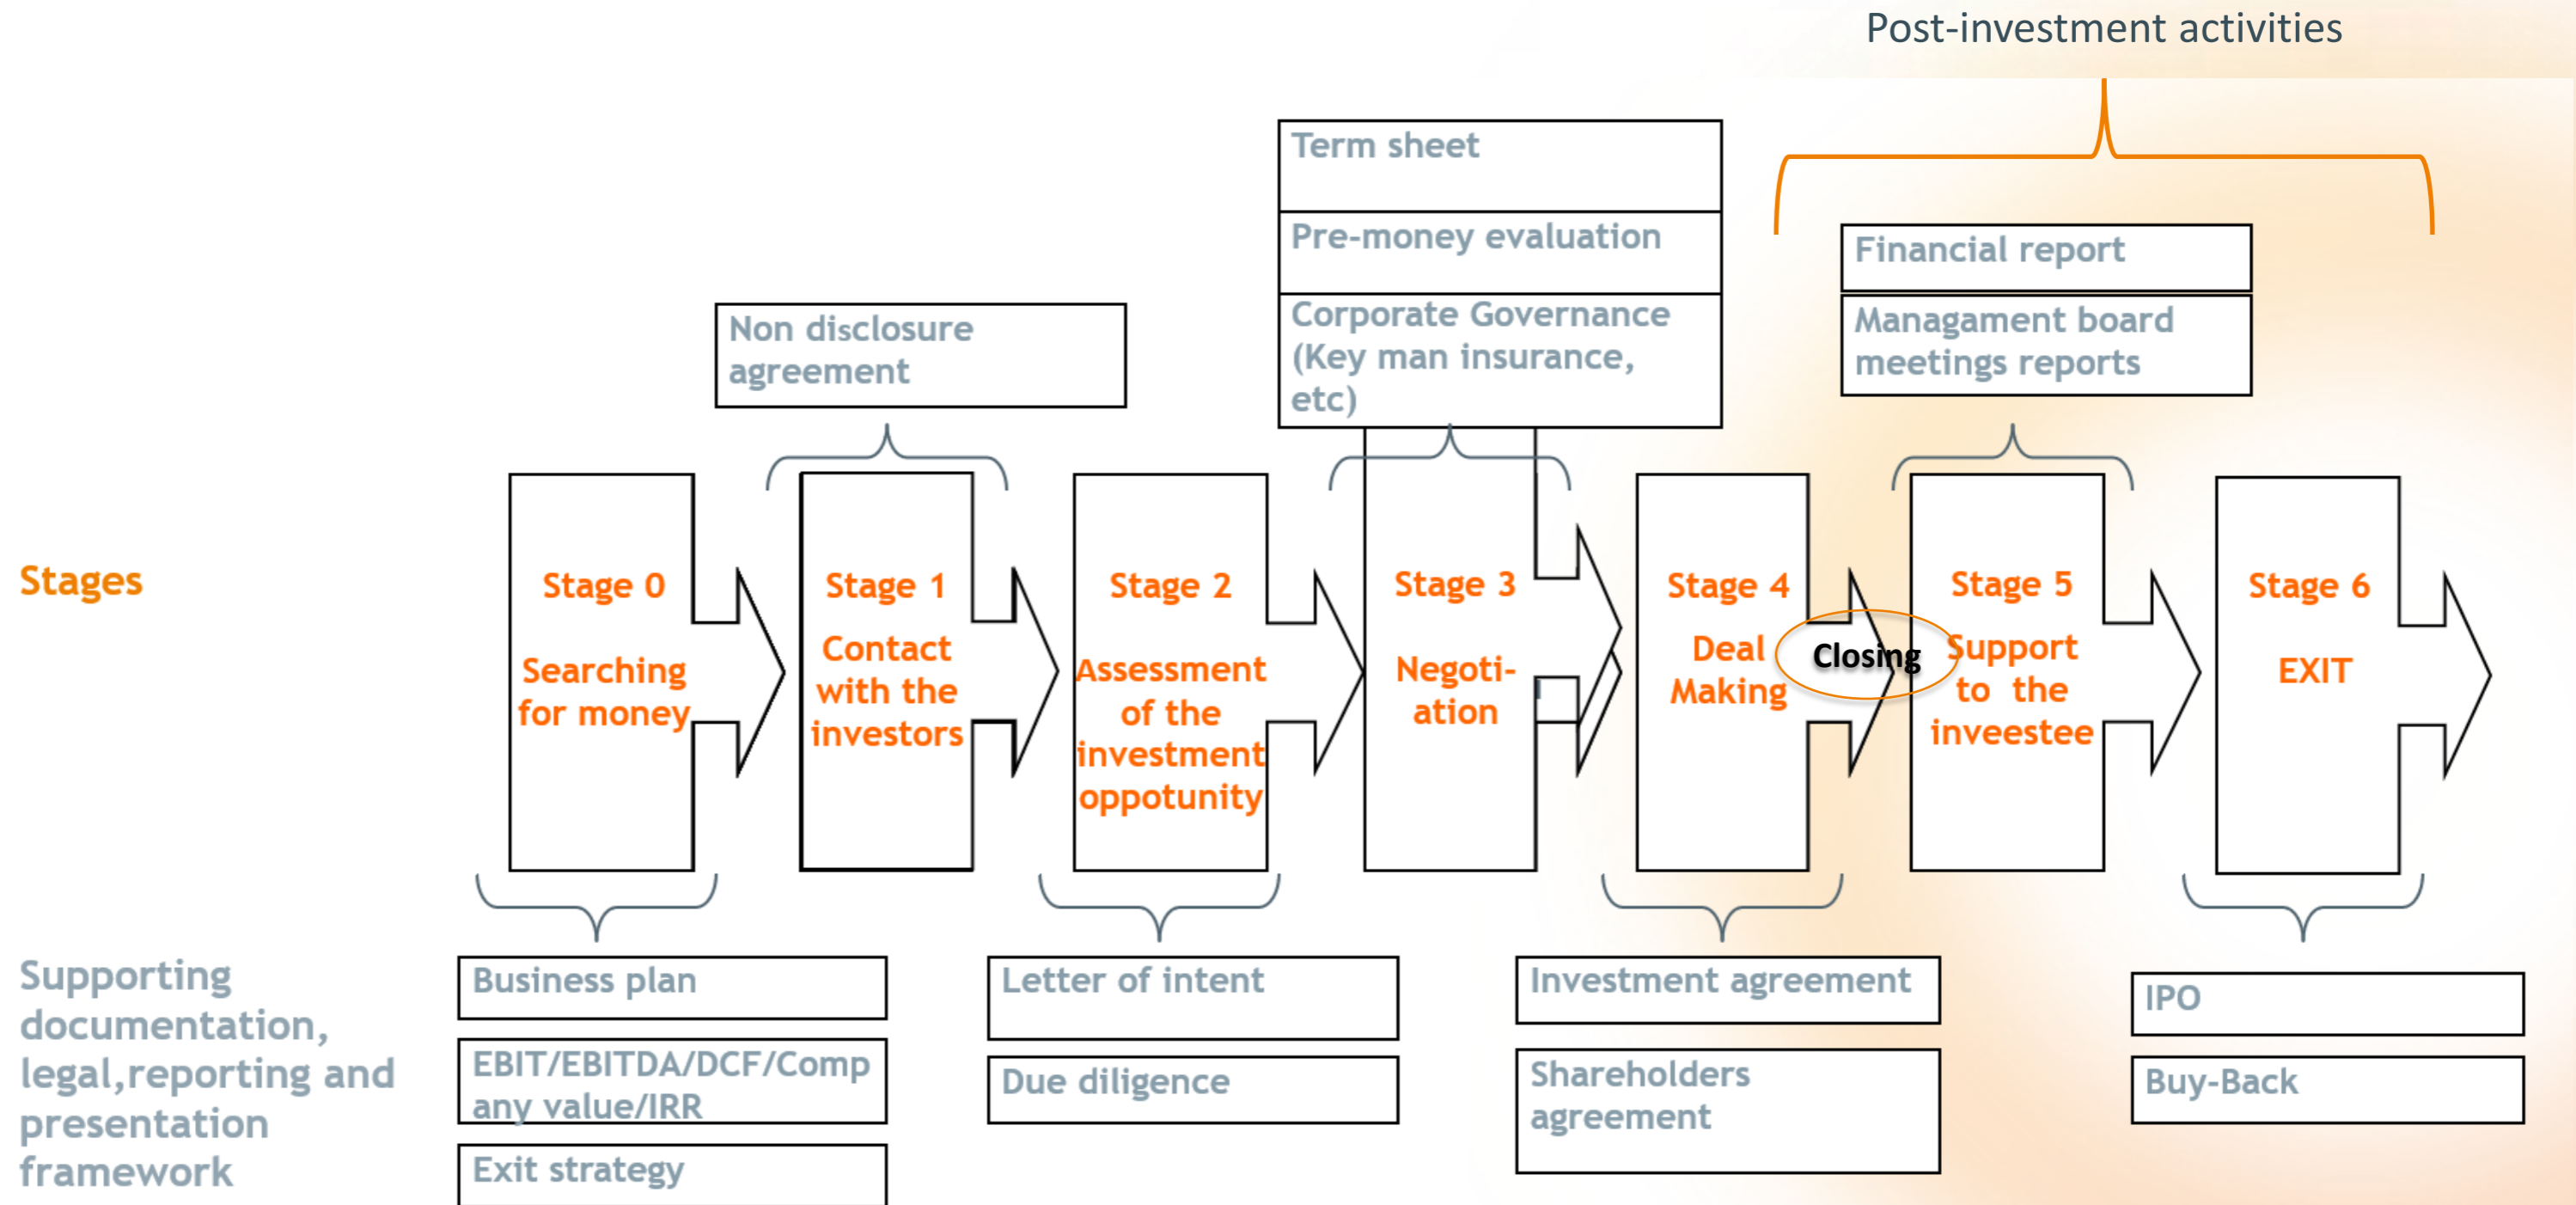 Post-investment activities
Term sheet
Pre-money evaluation
Corporate Governance
(Key man insurance,
etc)
Financial report
Managament board
meetings reports
Non disclosure
agreement
Stages
Stage 0
Searching
for money
Stage 1
Contact
with the
investors
Stage 2
Assessment
of the
investment
oppotunity
Stage 3
Negoti-
ation
Stage 4
Deal
Making
Closing
Stage 5
Support
to the
inveestee
Stage 6
EXIT
Supporting
documentation,
legal,reporting and
presentation
framework
Business plan
EBIT/EBITDA/DCF/Comp
any value/IRR
Exit strategy
Letter of intent
Due diligence
Investment agreement
Shareholders
agreement
IPO
Buy-Back